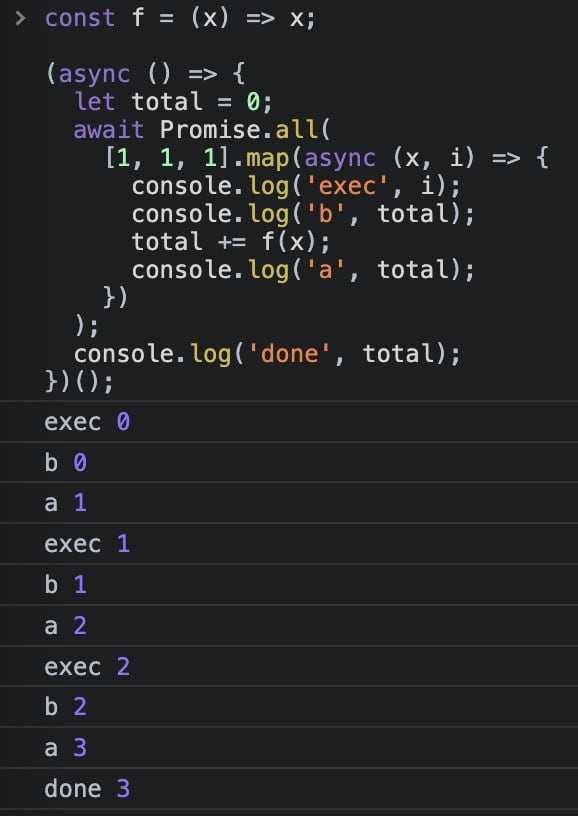 > const f = (x) => x;
(async () => {
let total = 0;
await Promise.all(
[1, 1, 1].map(async (x, i) => {
console.log('exec', i);
console.log('b', total);
total += f(x);
console.log('a', total);
})
);
console.log('done', total);
})();
exec 0
b 0
a 1
exec 1
b 1
a 2
exec 2
b 2
a 3
done 3